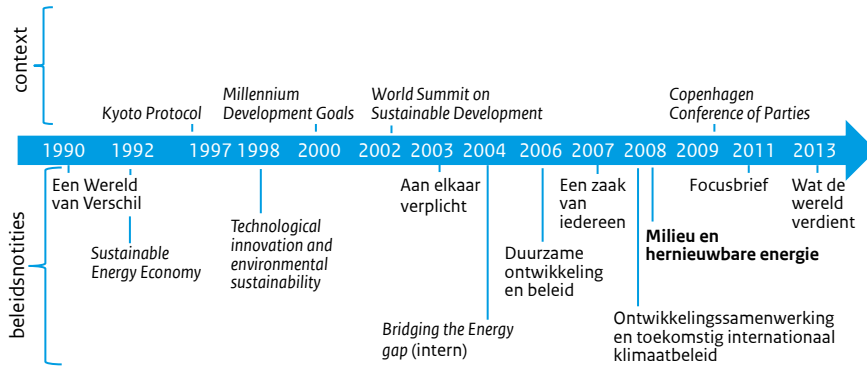 context
Kyoto Protocol
Millennium
Development Goals
World Summit on
Sustainable Development
Copenhagen
Conference of Parties
1990 1992 1997 1998 2000 2002 2003 2004 2006 2007 2008 2009 2011 2013
beleidsnotities
Een Wereld
van Verschil
Sustainable
Energy Economy
Technological
innovation and
environmental
sustainability
Aan elkaar
verplicht
Bridging the Energy
gap (intern)
Duurzame
ontwikkeling
en beleid
Een zaak
van
iedereen
Ontwikkelingssamenwerking
en toekomstig internationaal
klimaatbeleid
Milieu en
hernieuwbare energie
Focusbrief
Wat de
wereld
verdient